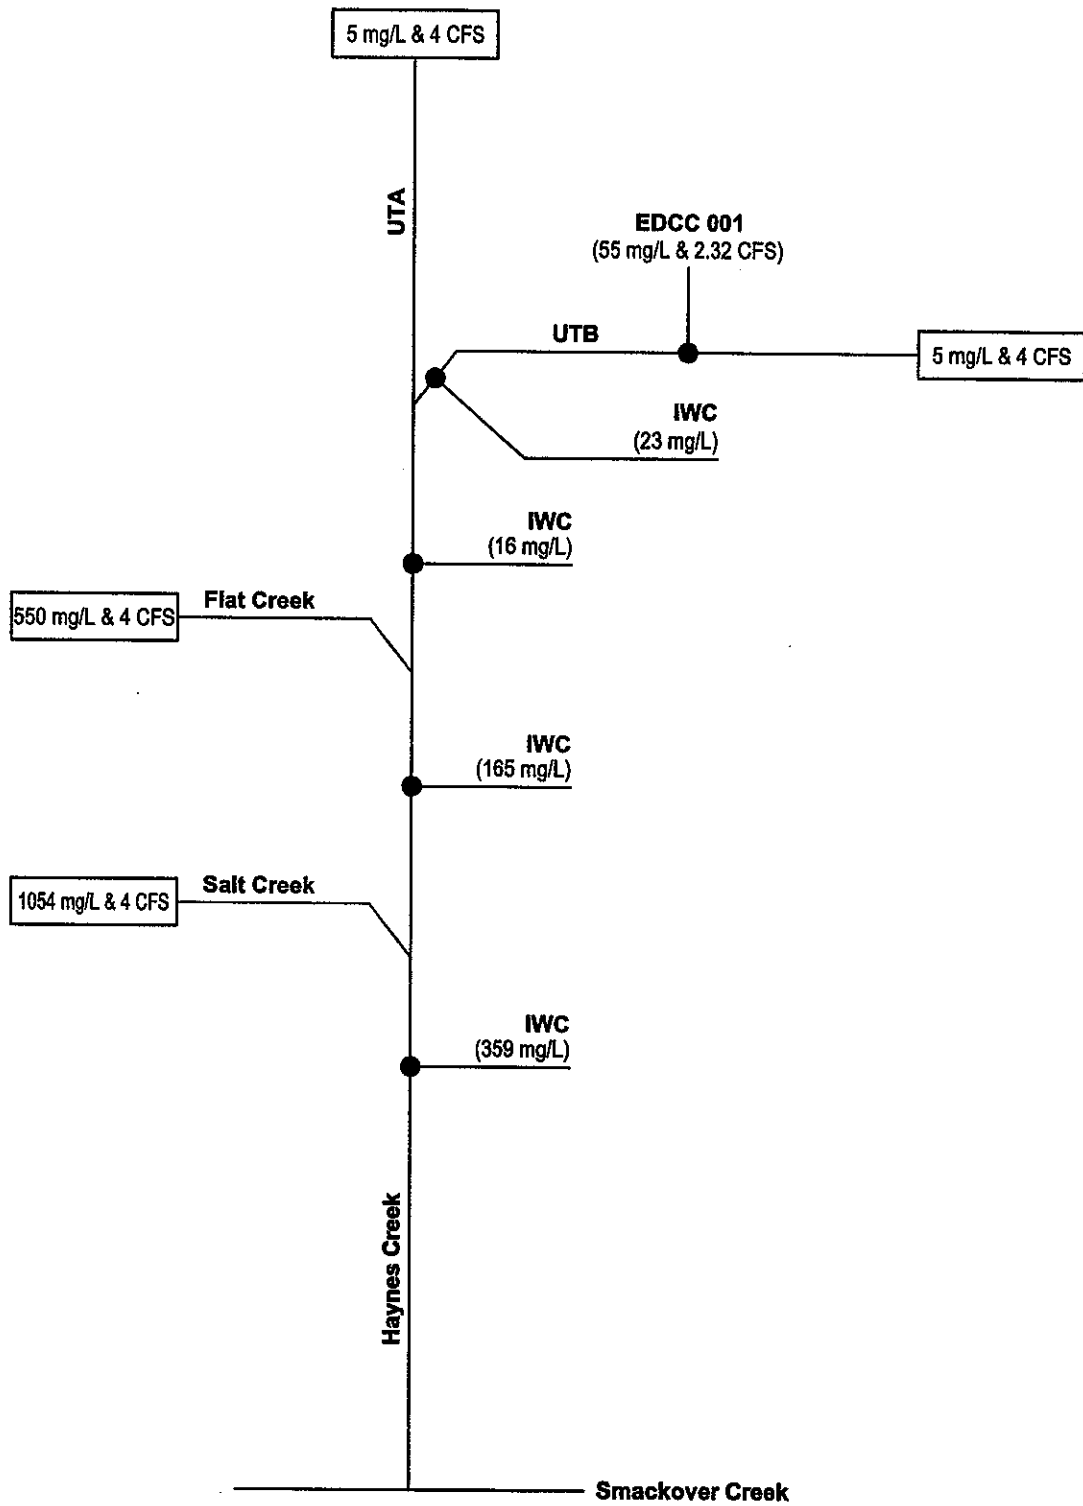 5 mg/L & 4 CFS
UTA
EDCC 001
(55 mg/L & 2.32 CFS)
UTB
5 mg/L & 4 CFS
IWC
(23 mg/L)
IWC
(16 mg/L)
550 mg/L & 4 CFS
Flat Creek
IWC
(165 mg/L)
1054 mg/L & 4 CFS
Salt Creek
IWC
(359 mg/L)
Haynes Creek
Smackover Creek